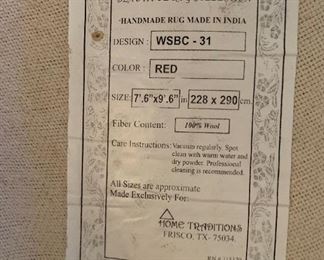 -HANDMADE RUG MADE IN INDIA
DESIGN : WSBC - 31
COLOR : RED
SIZE: 7'.6"x9'.6" in 228 x 290 cm.
Fiber Content: 100% Wool
Care Instructions: Vacuum regularly. Spot
clean with warm water and
dry powder. Professional
cleaning is recommended.
All Sizes are approximate
Made Exclusively For:
HOME TRADITIONS
FRISCO, TX- 75034.
RN #